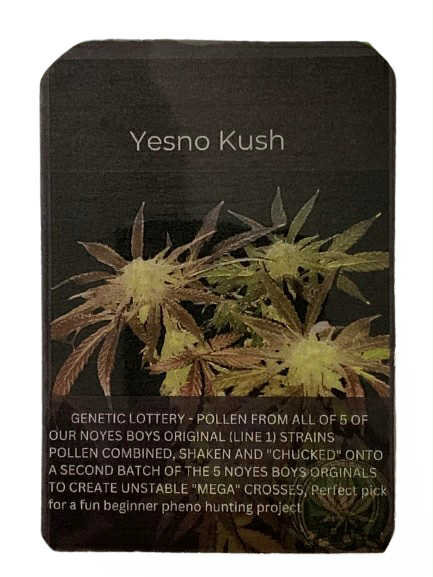 Yesno Kush
GENETIC LOTTERY - POLLEN FROM ALL OF 5 OF
OUR NOYES BOYS ORIGINAL (LINE 1) STRAINS
POLLEN COMBINED, SHAKEN AND "CHUCKED" ONTO
A SECOND BATCH OF THE 5 NOYES BOYS ORGINALS
TO CREATE UNSTABLE "MEGA" CROSSES, Perfect pick
for a fun beginner pheno hunting project